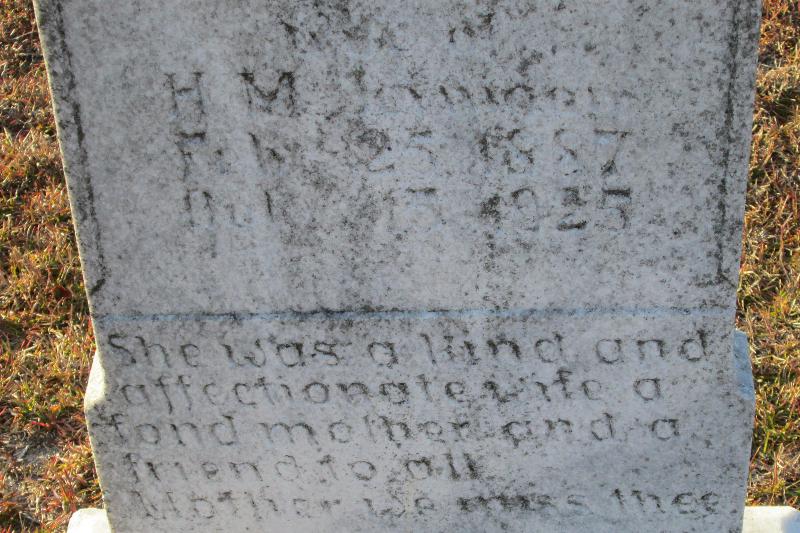 H M
Feb 25 1887
15 1925
She was a kind and
affectionate wife a
fond mother and a
friend to all
Mother we miss thee